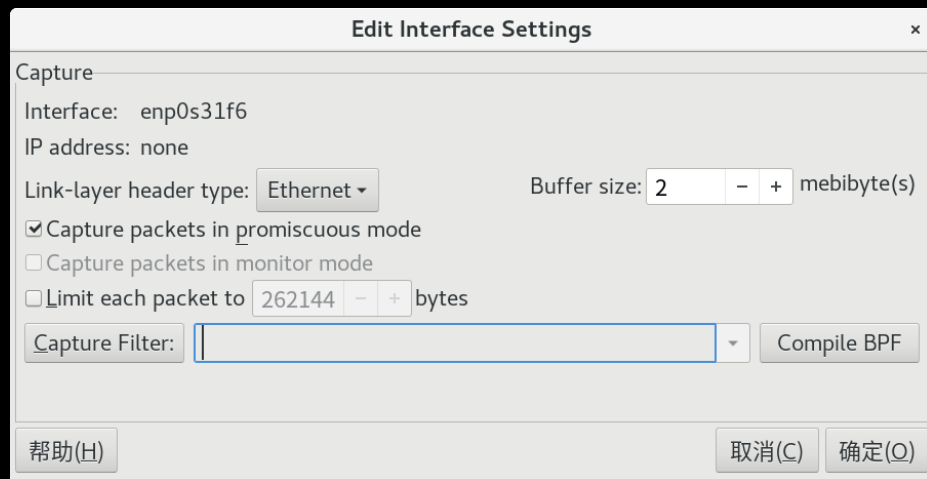 Edit Interface Settings ×
Capture
Interface: enp0s31f6
IP address: none
Link-layer header type: Ethernet Buffer size: 2 − + mebibyte(s)
Capture packets in promiscuous mode
Capture packets in monitor mode
Limit each packet to 262144 − + bytes
Capture Filter: Compile BPF
帮助(H) 取消(C) 确定(O)